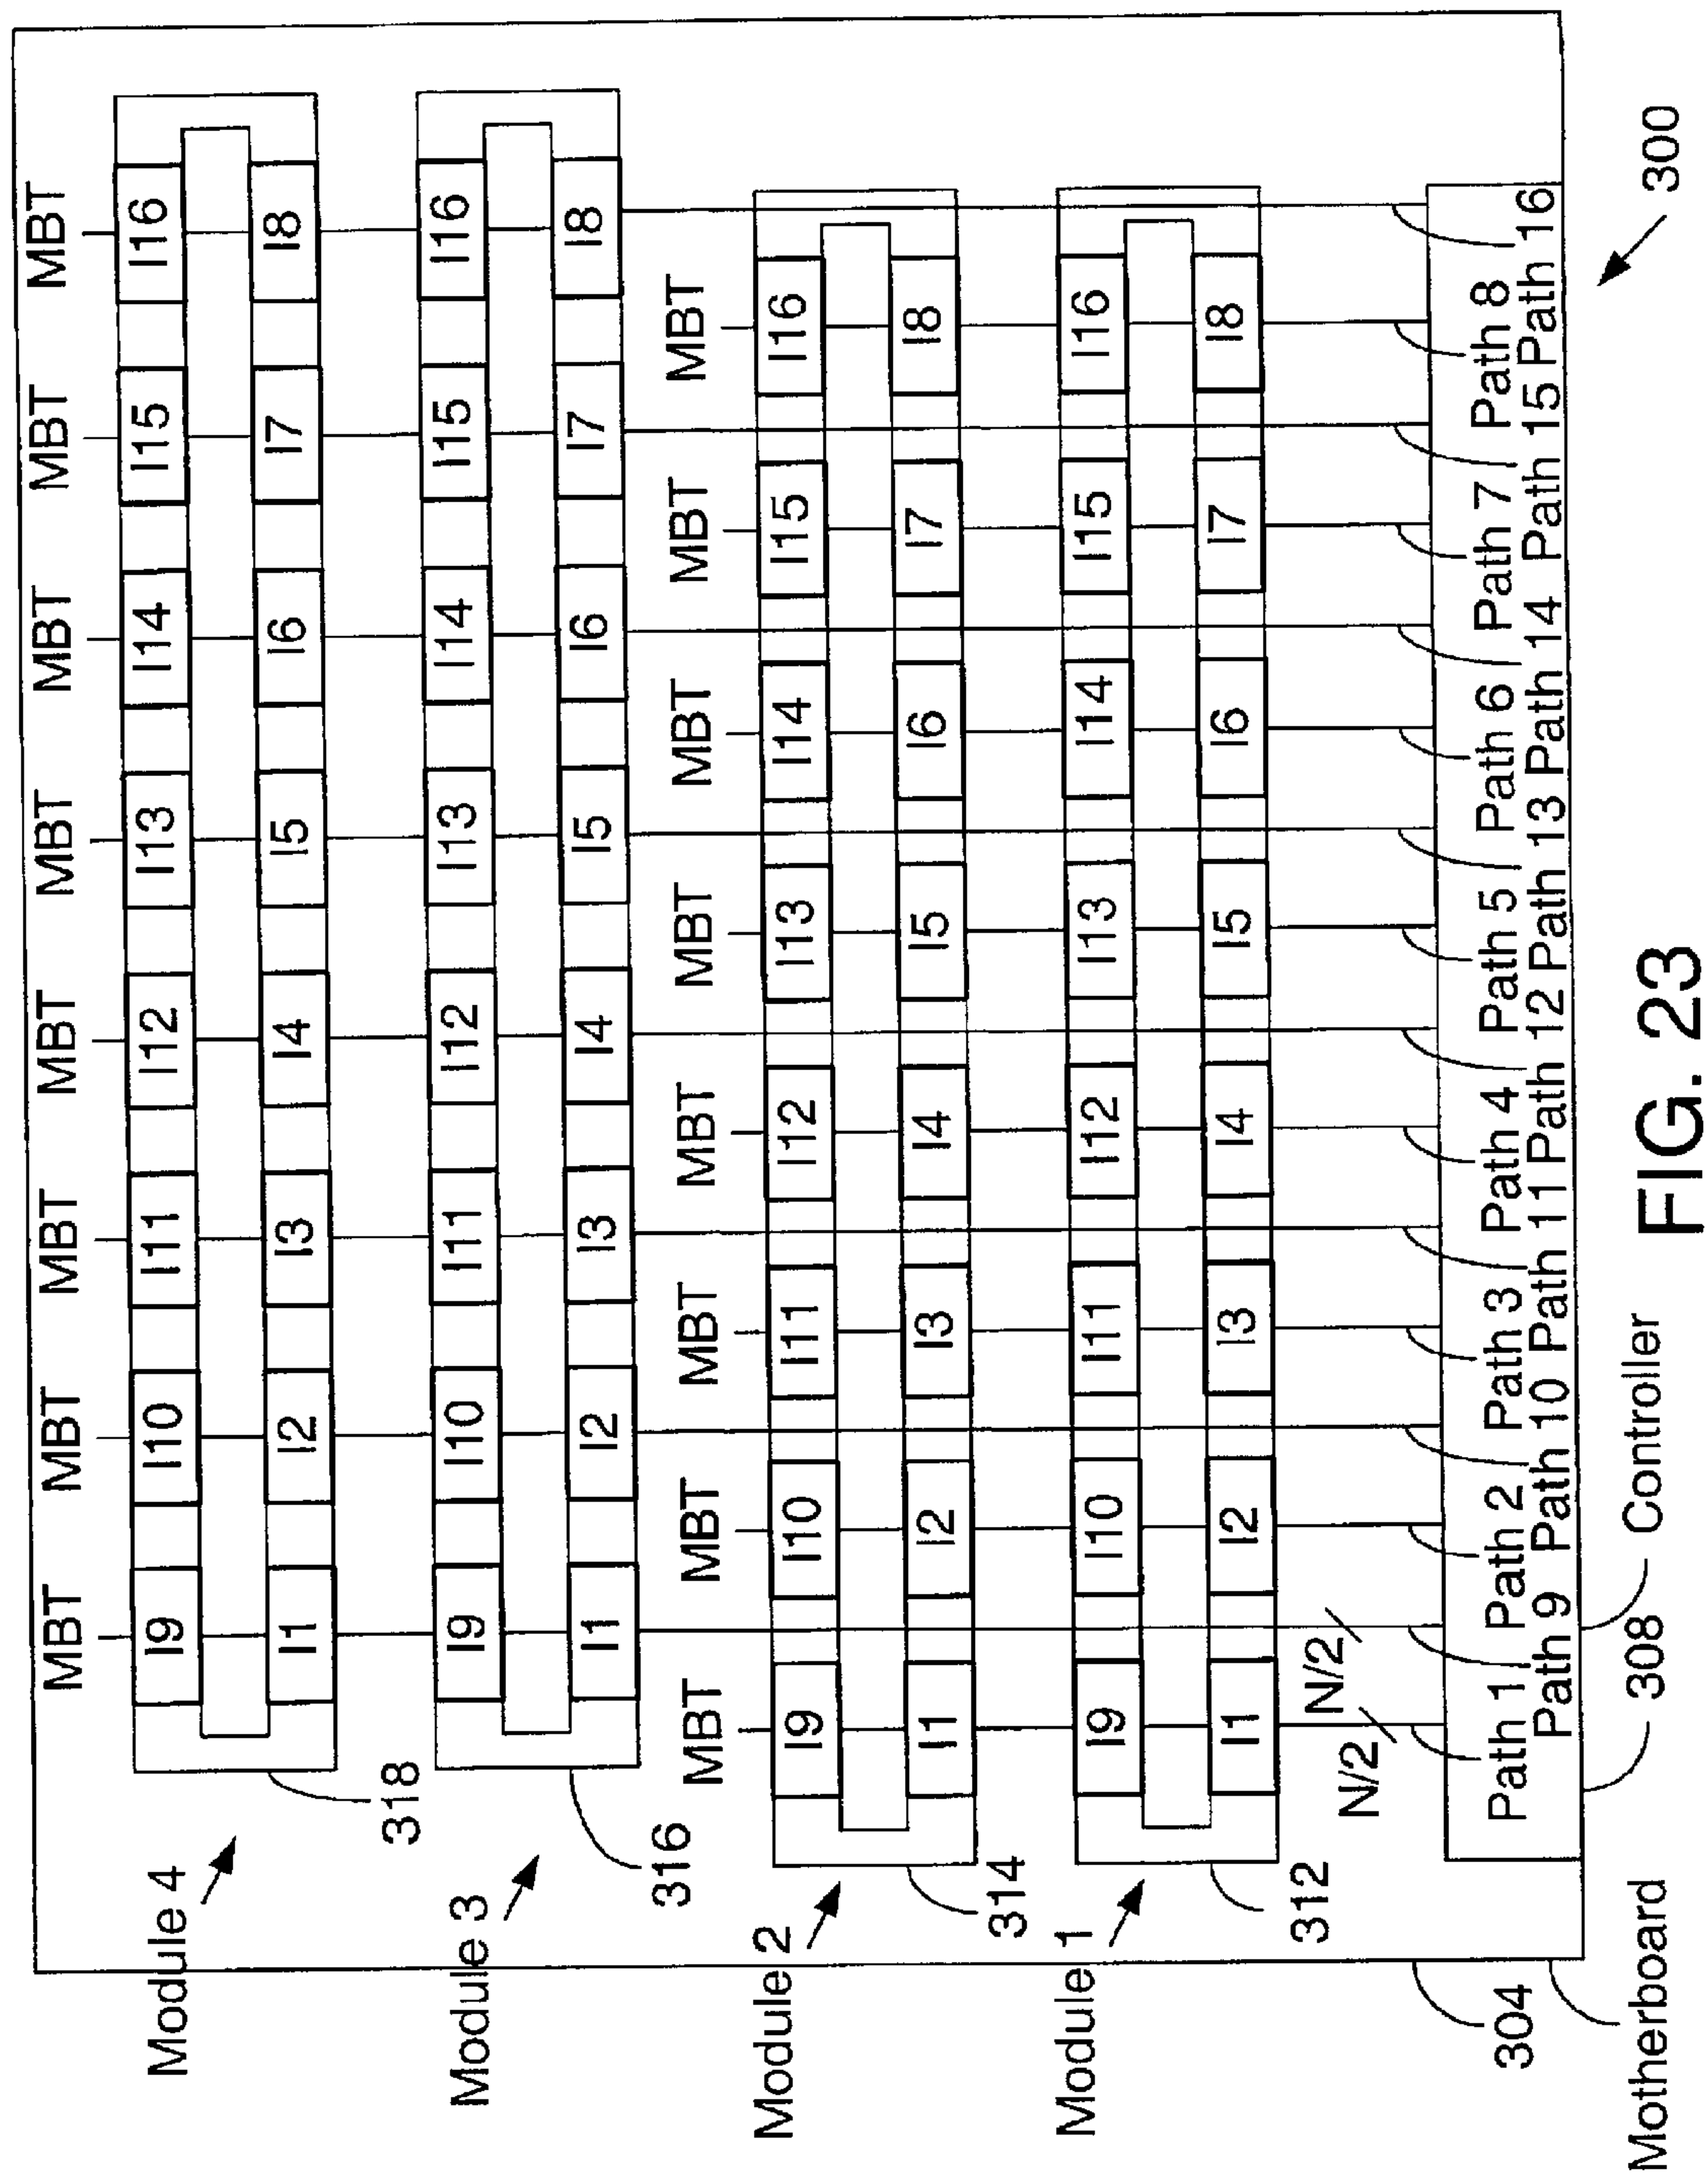 MBT MBT MBT MBT MBT MBT MBT MBT
I9 I10 I11 I12 I13 I14 I15 I16
Module 4
I1 I2 I3 I4 I5 I6 I7 I8
318
I9 I10 I11 I12 I13 I14 I15 I16
Module 3
I1 I2 I3 I4 I5 I6 I7 I8
316
MBT MBT MBT MBT MBT MBT MBT MBT
I9 I10 I11 I12 I13 I14 I15 I16
Module 2
I1 I2 I3 I4 I5 I6 I7 I8
314
I9 I10 I11 I12 I13 I14 I15 I16
Module 1
I1 I2 I3 I4 I5 I6 I7 I8
312
N/2 N/2
Path 1 Path 2 Path 3 Path 4 Path 5 Path 6 Path 7 Path 8
Path 9 Path 10 Path 11 Path 12 Path 13 Path 14 Path 15 Path 16
304
Motherboard
308
Controller
300
FIG. 23